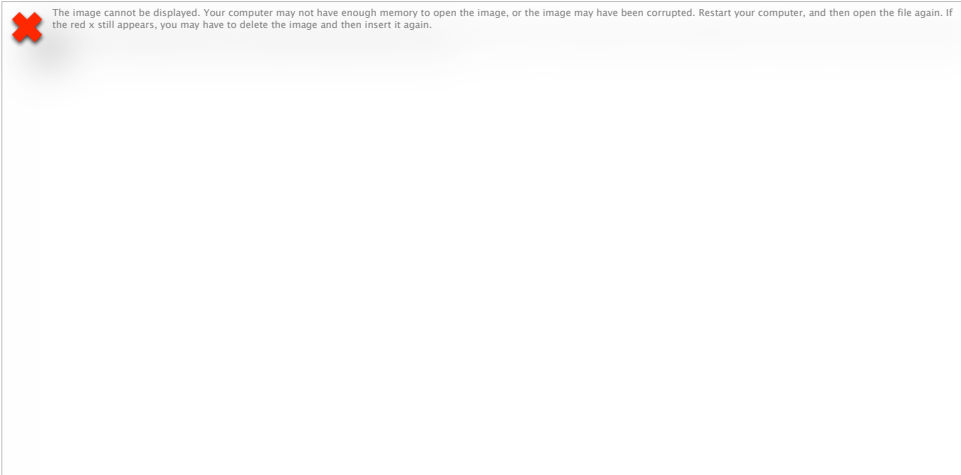 The image cannot be displayed. Your computer may not have enough memory to open the image, or the image may have been corrupted. Restart your computer, and then open the file again. If
the red x still appears, you may have to delete the image and then insert it again.